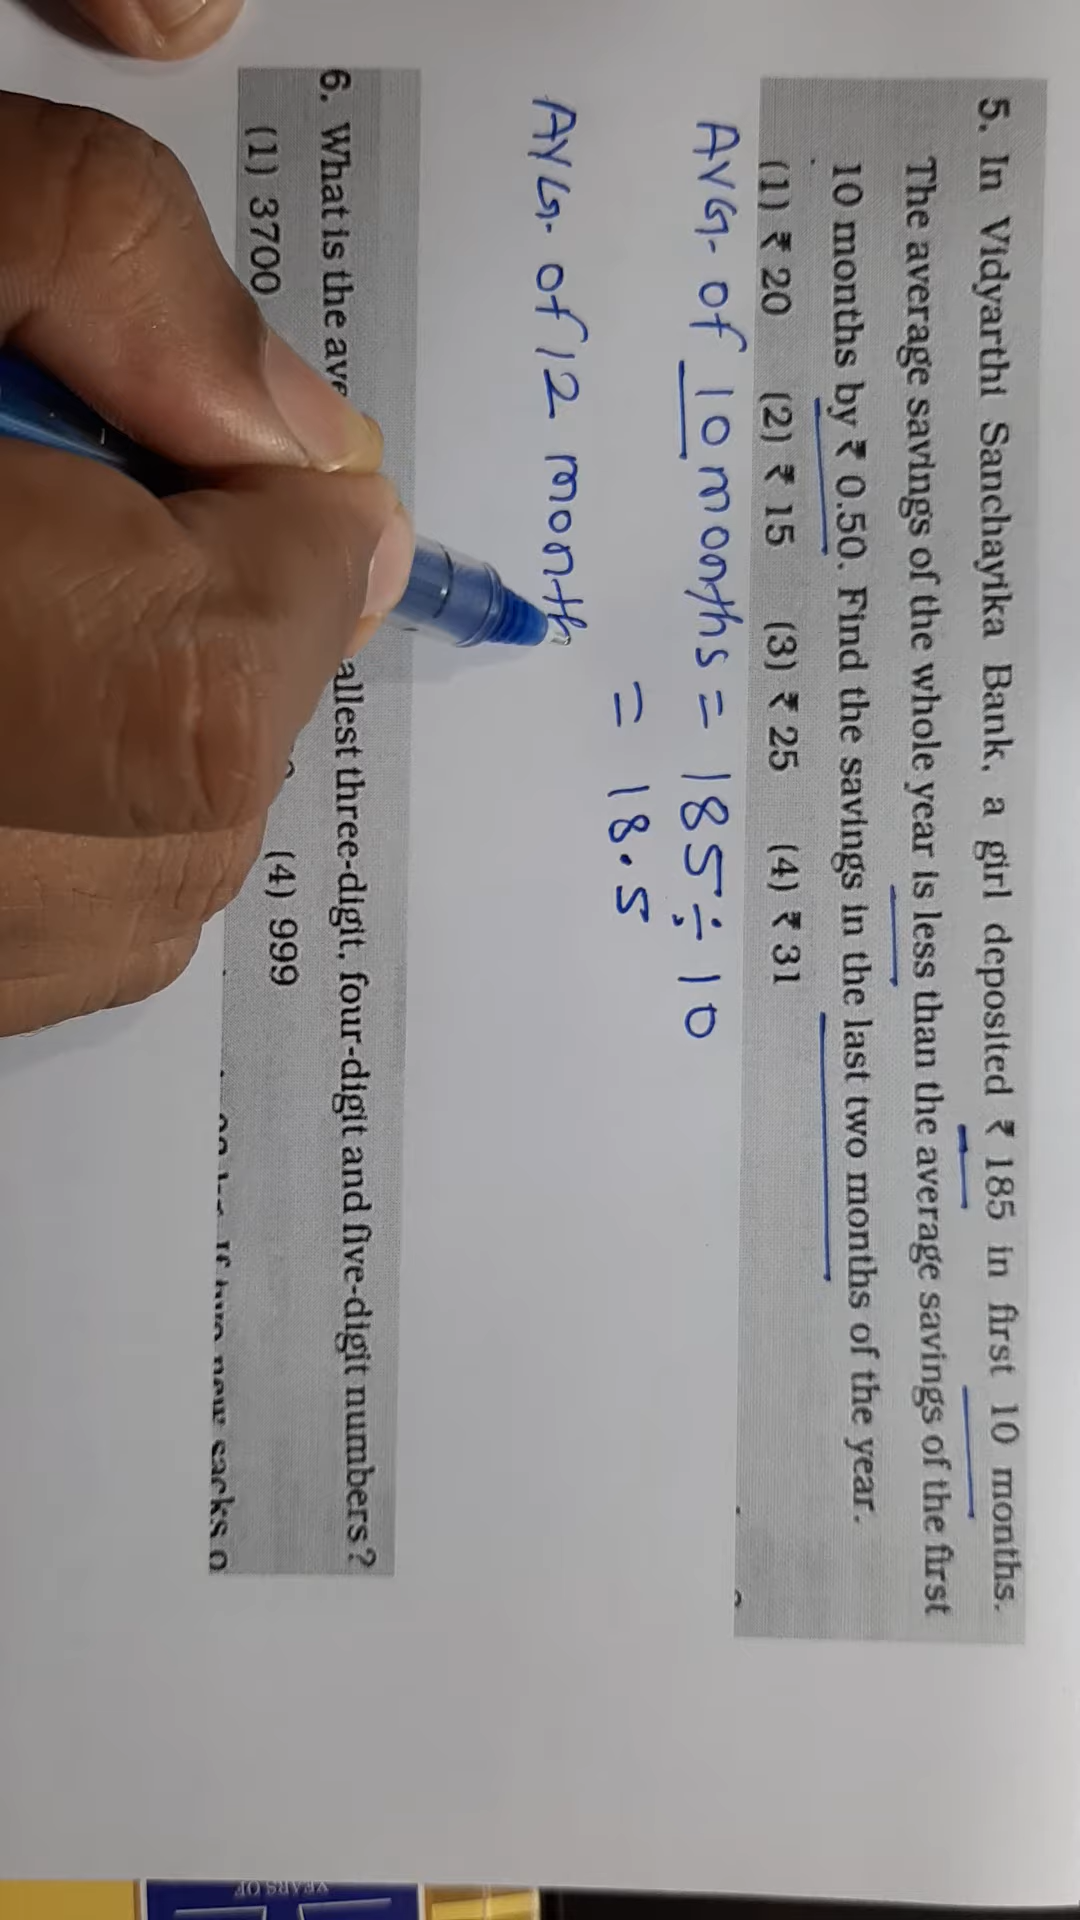 5. In Vidyarthi Sanchayika Bank, a girl deposited ₹ 185 in first 10 months.
The average savings of the whole year is less than the average savings of the first
10 months by ₹ 0.50. Find the savings in the last two months of the year.
(1) ₹ 20 (2) ₹ 15 (3) ₹ 25 (4) ₹ 31
AVG. of 10 months = 185 ÷ 10
= 18.5
AVG. of 12 month
6. What is the ave allest three-digit, four-digit and five-digit numbers?
(1) 3700 (4) 999
If two new sacks o
YEARS OF